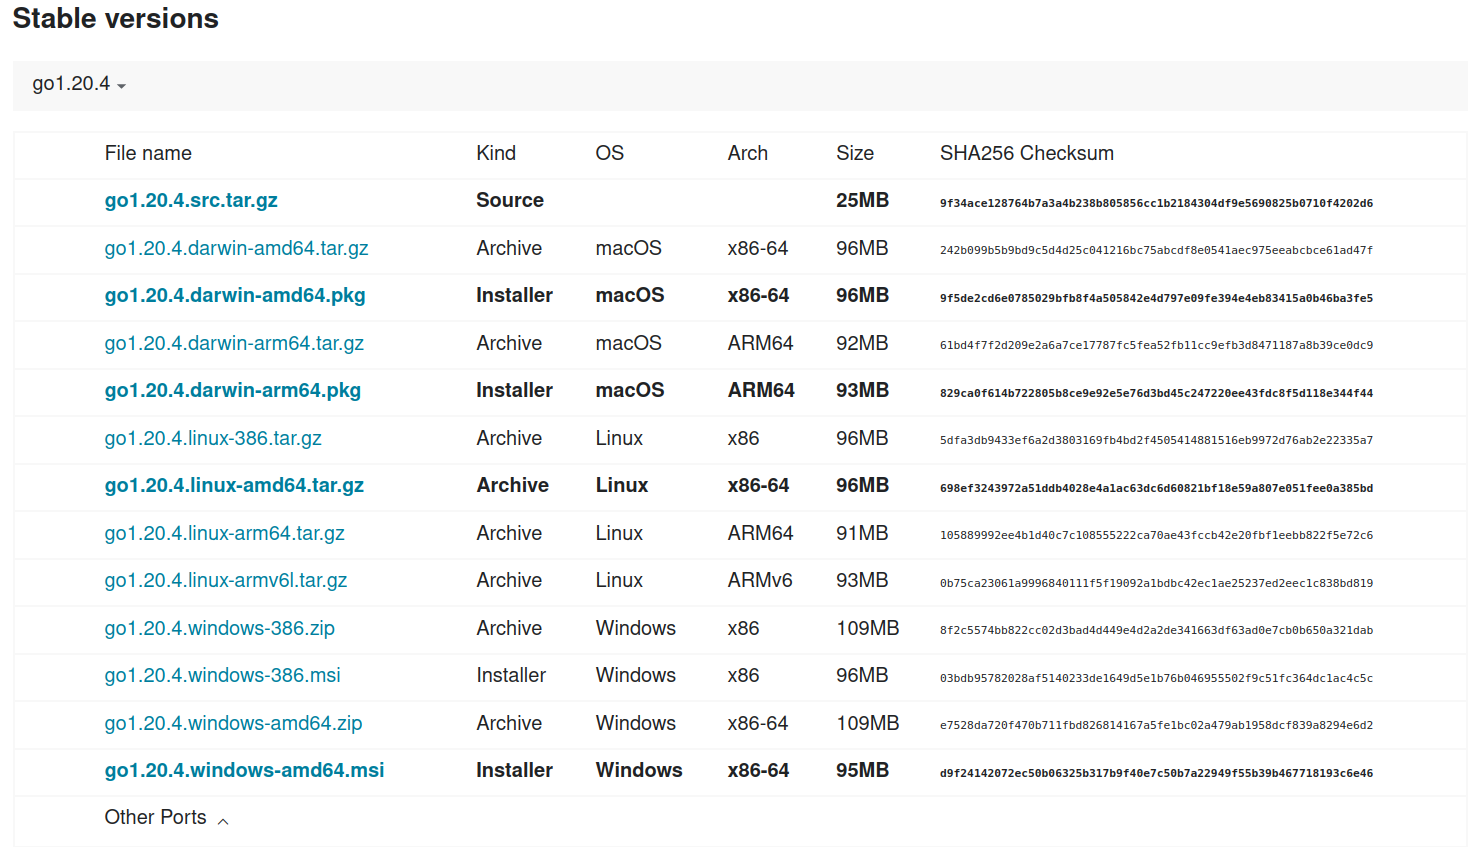 Stable versions
go1.20.4
File name Kind OS Arch Size SHA256 Checksum
go1.20.4.src.tar.gz Source 25MB 9f34ace128764b7a3a4b238b805856cc1b2184304df9e5690825b0710f4202d6
go1.20.4.darwin-amd64.tar.gz Archive macOS x86-64 96MB 242b099b5b9bd9c5d4d25c041216bc75abcdf8e0541aec975eeabcbce61ad47f
go1.20.4.darwin-amd64.pkg Installer macOS x86-64 96MB 9f5de2cd6e0785029bfb8f4a505842e4d797e09fe394e4eb83415a0b46ba3fe5
go1.20.4.darwin-arm64.tar.gz Archive macOS ARM64 92MB 61bd4f7f2d209e2a6a7ce17787fc5fea52fb11cc9efb3d8471187a8b39ce0dc9
go1.20.4.darwin-arm64.pkg Installer macOS ARM64 93MB 829ca0f614b722805b8ce9e92e5e76d3bd45c247220ee43fdc8f5d118e344f44
go1.20.4.linux-386.tar.gz Archive Linux x86 96MB 5dfa3db9433ef6a2d3803169fb4bd2f4505414881516eb9972d76ab2e22335a7
go1.20.4.linux-amd64.tar.gz Archive Linux x86-64 96MB 698ef3243972a51ddb4028e4a1ac63dc6d60821bf18e59a807e051fee0a385bd
go1.20.4.linux-arm64.tar.gz Archive Linux ARM64 91MB 105889992ee4b1d40c7c108555222ca70ae43fccb42e20fbf1eebb822f5e72c6
go1.20.4.linux-armv6l.tar.gz Archive Linux ARMv6 93MB 0b75ca23061a9996840111f5f19092a1bdbc42ec1ae25237ed2eec1c838bd819
go1.20.4.windows-386.zip Archive Windows x86 109MB 8f2c5574bb822cc02d3bad4d449e4d2a2de341663df63ad0e7cb0b650a321dab
go1.20.4.windows-386.msi Installer Windows x86 96MB 03bdb95782028af5140233de1649d5e1b76b046955502f9c51fc364dc1ac4c5c
go1.20.4.windows-amd64.zip Archive Windows x86-64 109MB e7528da720f470b711fbd826814167a5fe1bc02a479ab1958dcf839a8294e6d2
go1.20.4.windows-amd64.msi Installer Windows x86-64 95MB d9f24142072ec50b06325b317b9f40e7c50b7a22949f55b39b467718193c6e46
Other Ports